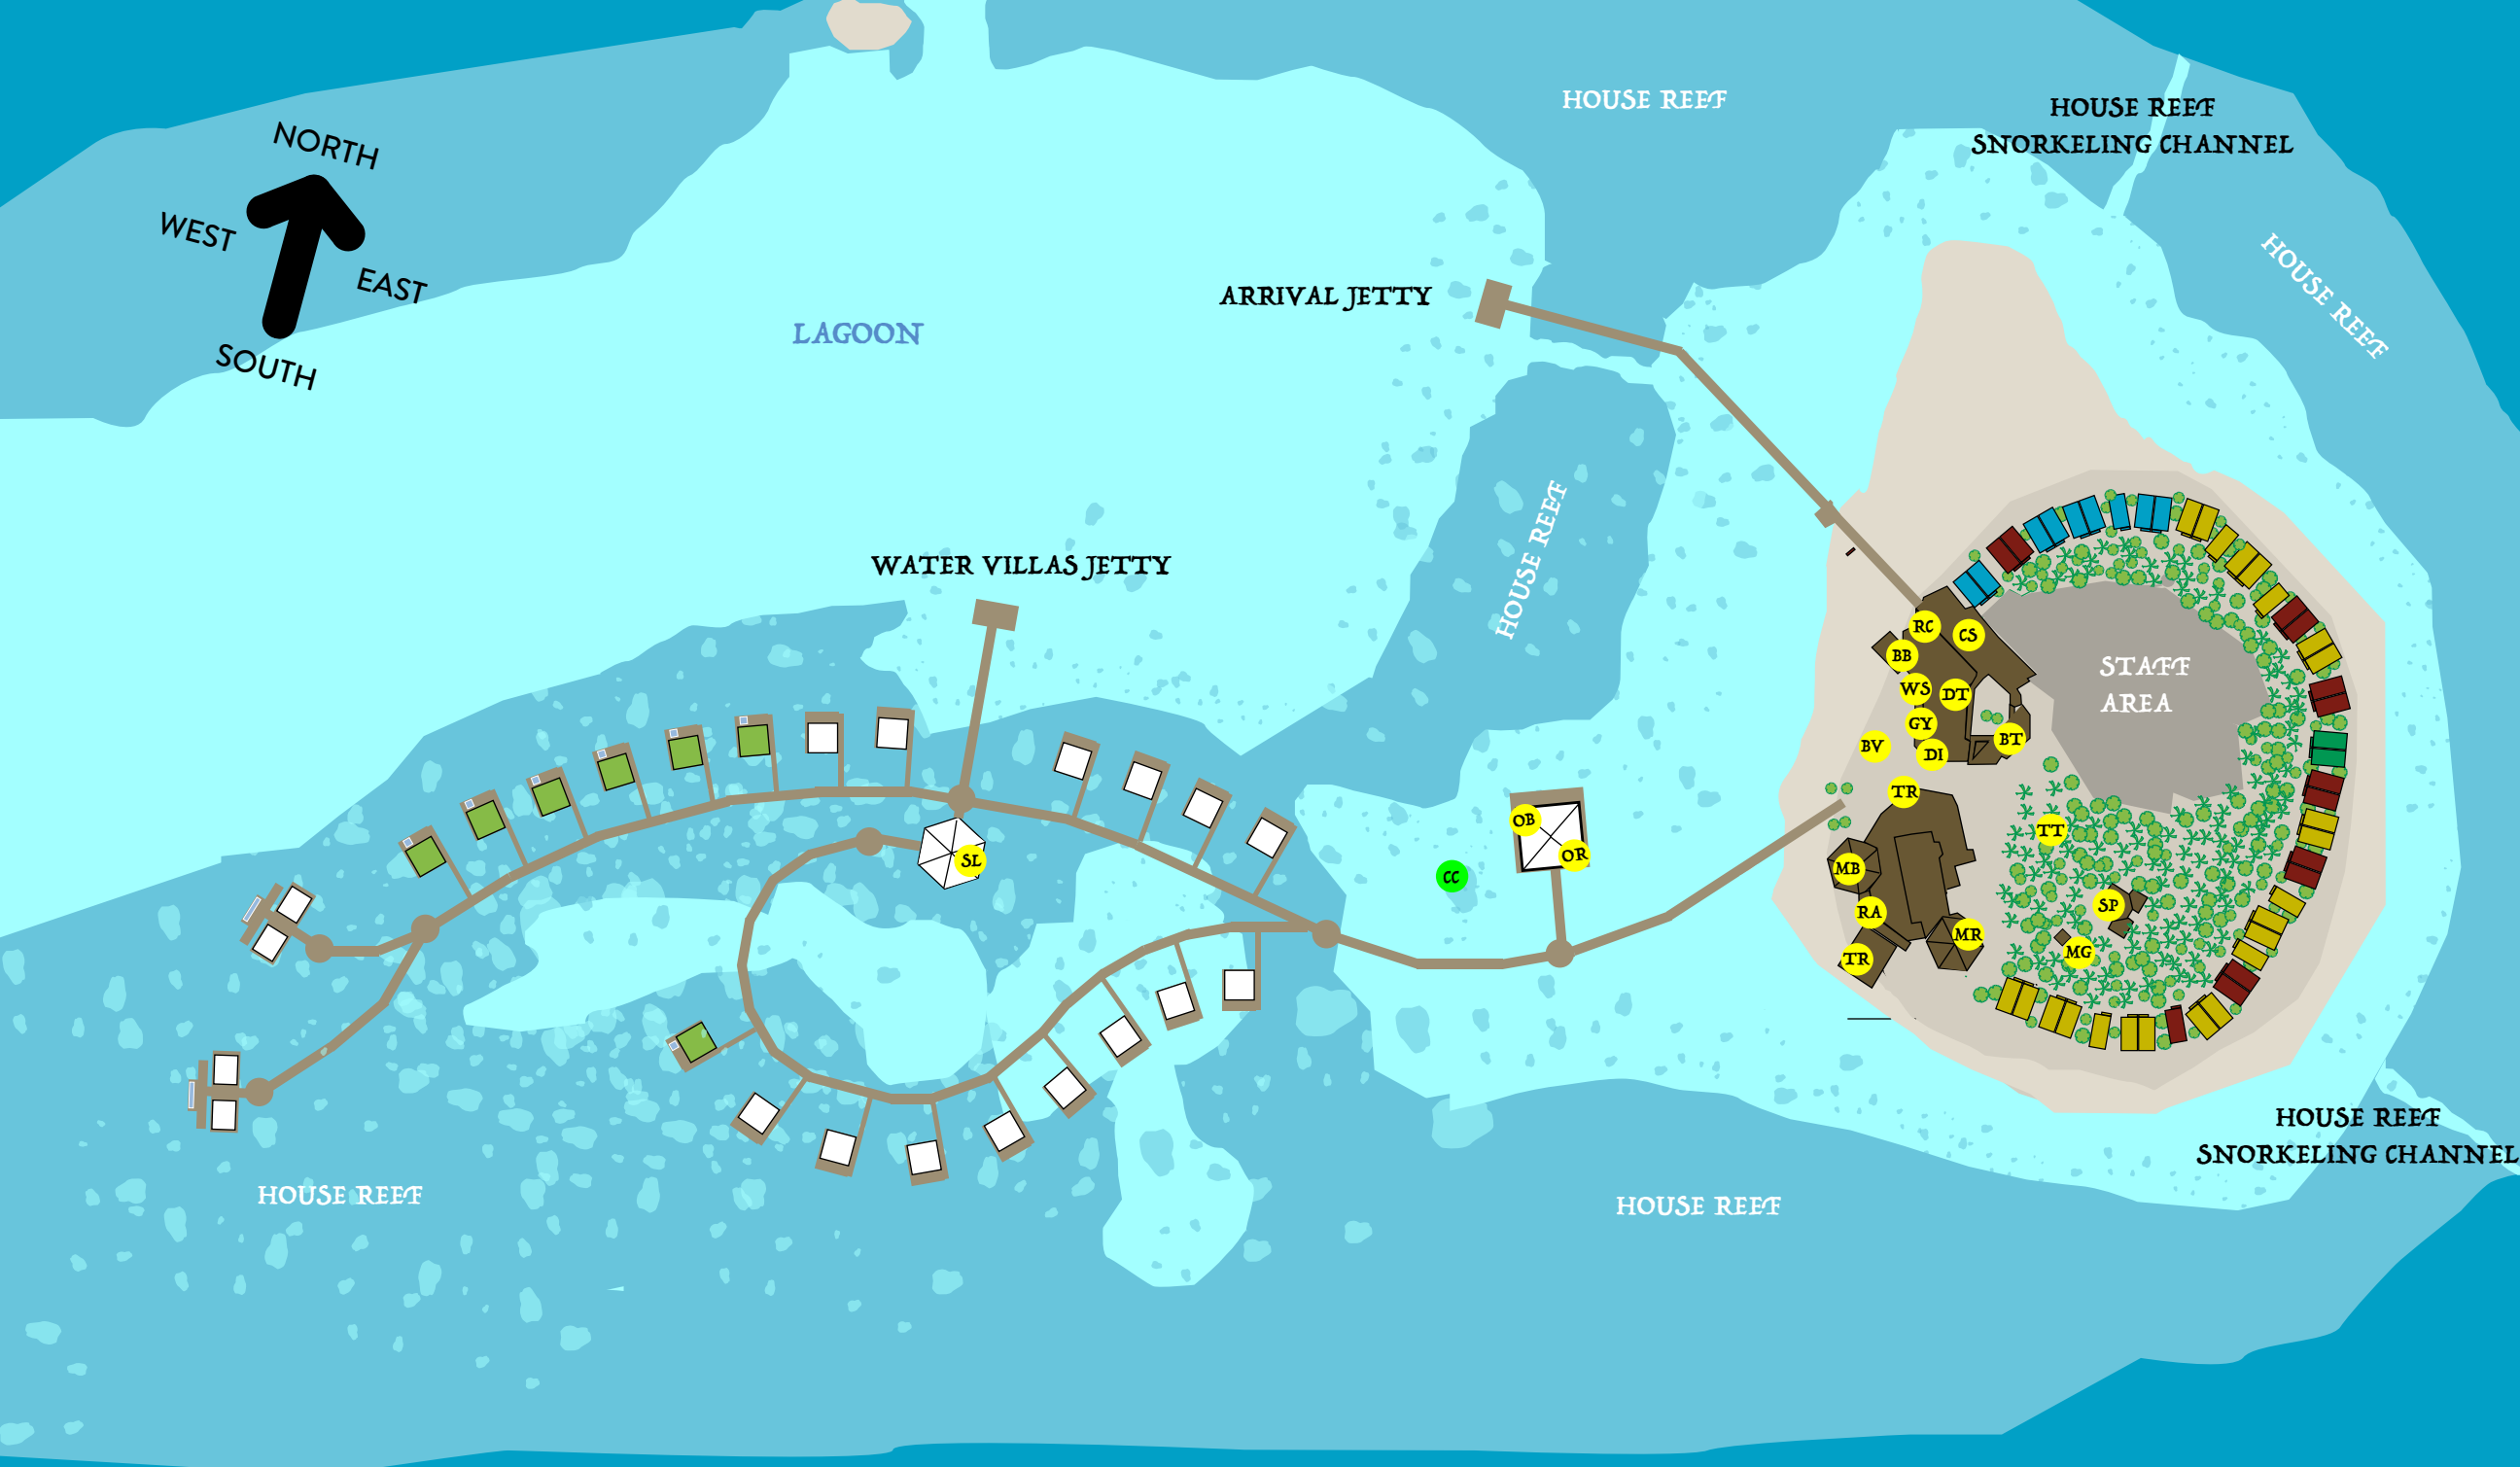 HOUSE REEF
HOUSE REEF
SNORKELING CHANNEL
NORTH
WEST
EAST
SOUTH
HOUSE REEF
ARRIVAL JETTY
LAGOON
HOUSE REEF
WATER VILLAS JETTY
RC
CS
BB
STAFF
AREA
WS
DT
GY
BV
DI
BT
TR
OB
TT
OR
SL
CC
MB
SP
RA
MR
MG
TR
HOUSE REEF
SNORKELING CHANNEL
HOUSE REEF
HOUSE REEF